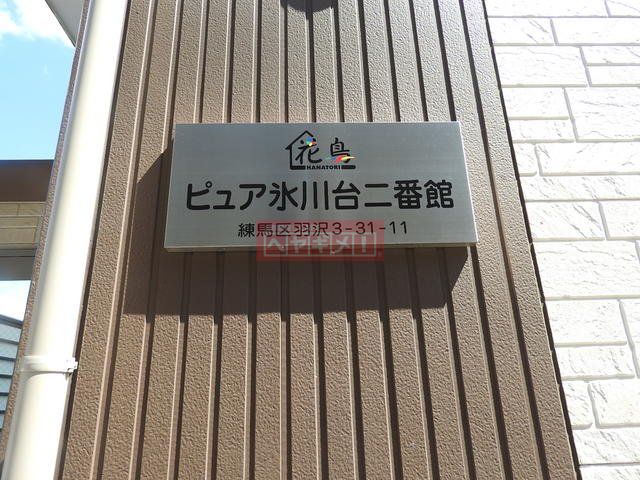 花鳥
HANATORI
ピュア氷川台二番館
練馬区羽沢3-31-11
ヘヤギメ!